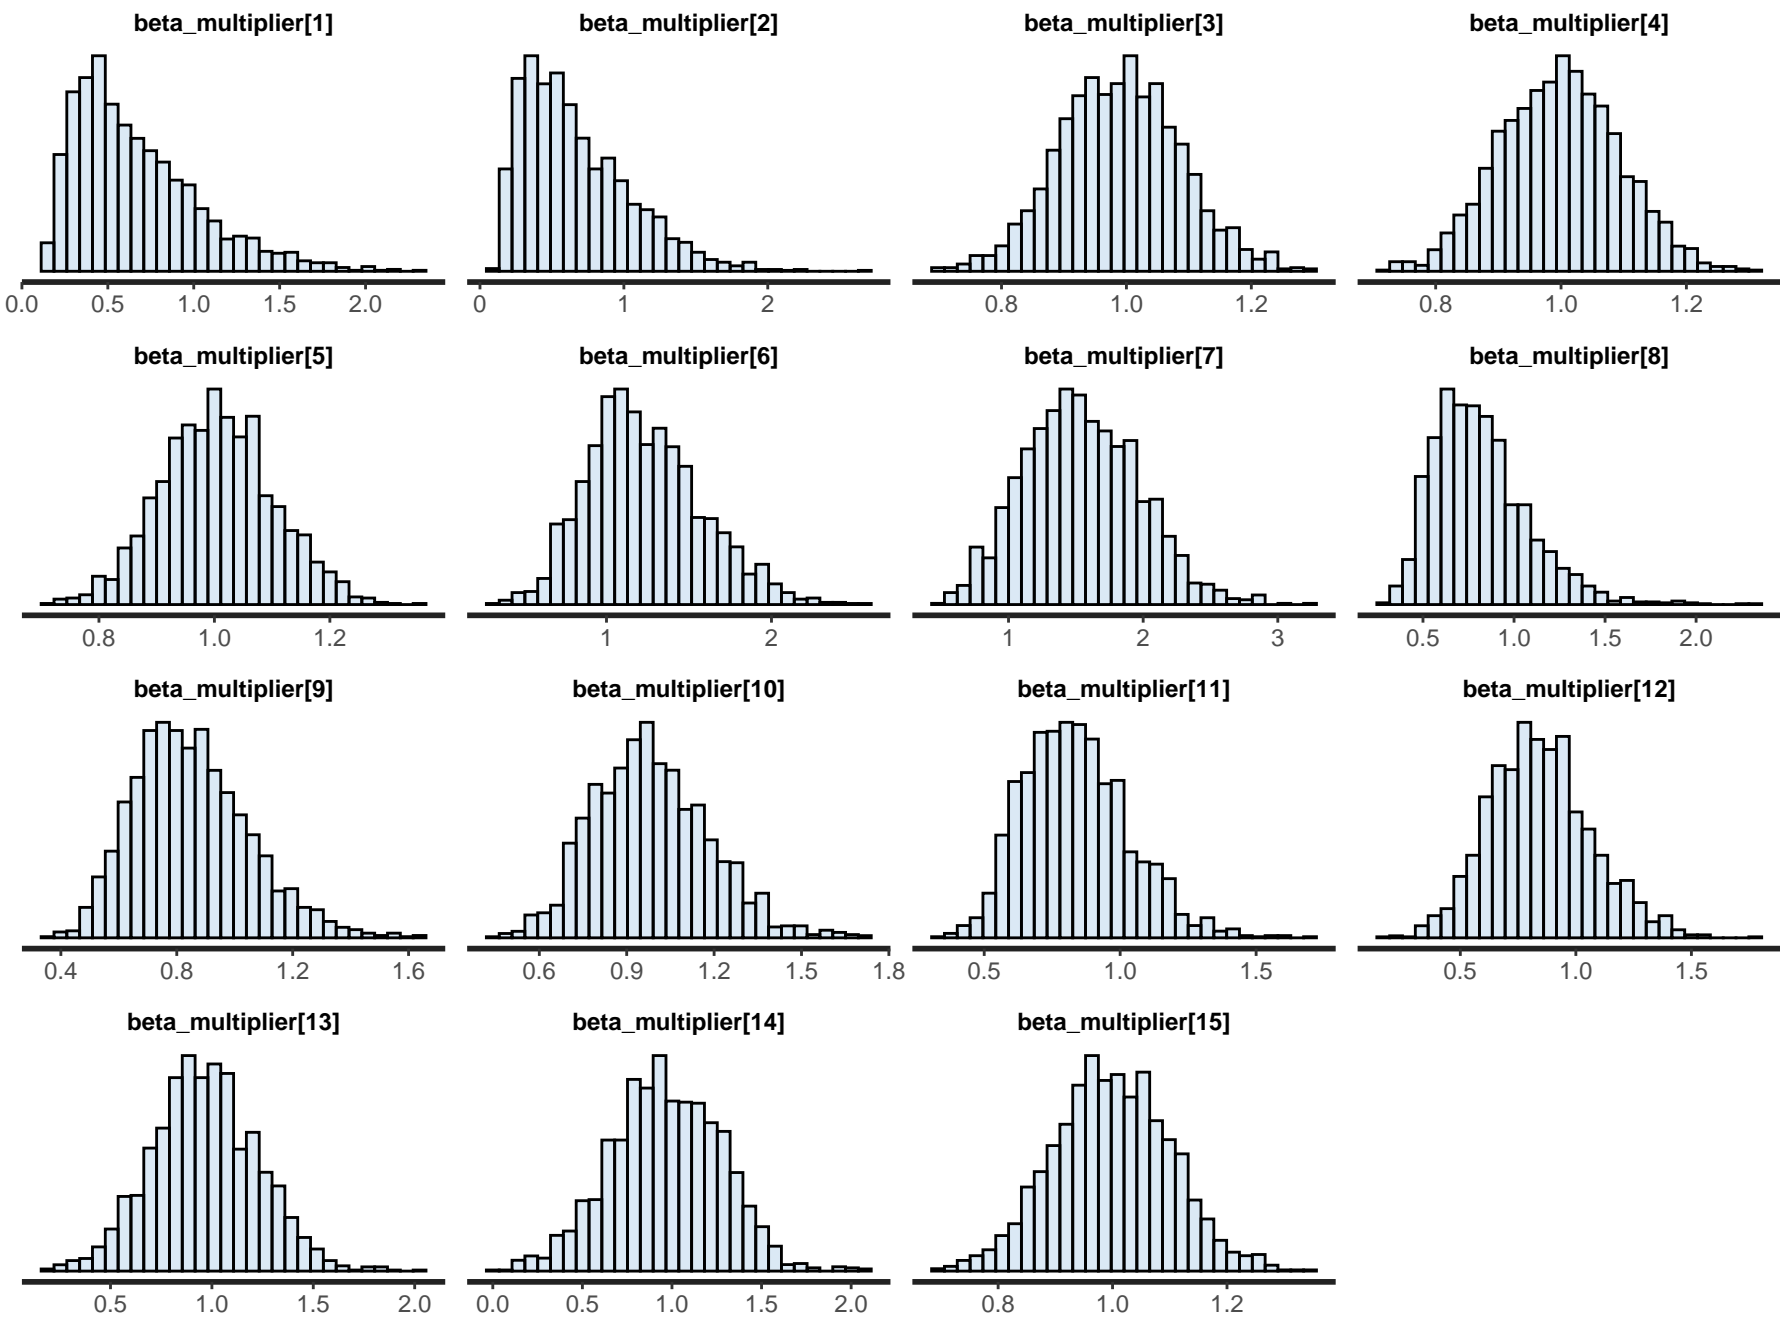 beta_multiplier[1] beta_multiplier[2] beta_multiplier[3] beta_multiplier[4]
0.0 0.5 1.0 1.5 2.0 0 1 2 0.8 1.0 1.2 0.8 1.0 1.2
beta_multiplier[5] beta_multiplier[6] beta_multiplier[7] beta_multiplier[8]
0.8 1.0 1.2 1 2 1 2 3 0.5 1.0 1.5 2.0
beta_multiplier[9] beta_multiplier[10] beta_multiplier[11] beta_multiplier[12]
0.4 0.8 1.2 1.6 0.6 0.9 1.2 1.5 1.8 0.5 1.0 1.5 0.5 1.0 1.5
beta_multiplier[13] beta_multiplier[14] beta_multiplier[15]
0.5 1.0 1.5 2.0 0.0 0.5 1.0 1.5 2.0 0.8 1.0 1.2